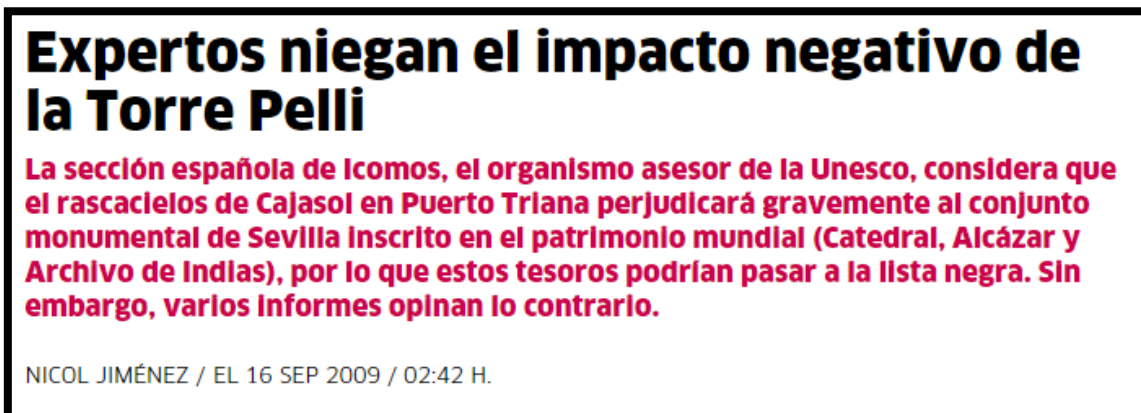 Expertos niegan el impacto negativo de
la Torre Pelli
La sección española de Icomos, el organismo asesor de la Unesco, considera que
el rascacielos de Cajasol en Puerto Triana perjudicará gravemente al conjunto
monumental de Sevilla inscrito en el patrimonio mundial (Catedral, Alcázar y
Archivo de Indias), por lo que estos tesoros podrían pasar a la lista negra. Sin
embargo, varios informes opinan lo contrario.
NICOL JIMÉNEZ / EL 16 SEP 2009 / 02:42 H.